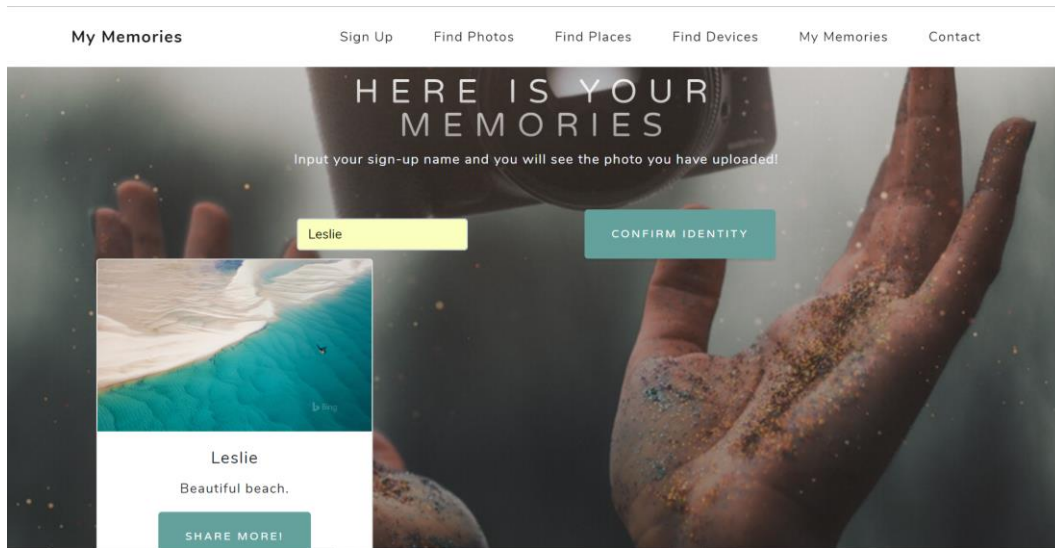 My Memories
Sign Up
Find Photos
Find Places
Find Devices
My Memories
Contact
HERE IS YOUR
MEMORIES
Input your sign-up name and you will see the photo you have uploaded!
Leslie
CONFIRM IDENTITY
Bing
Leslie
Beautiful beach.
SHARE MORE!